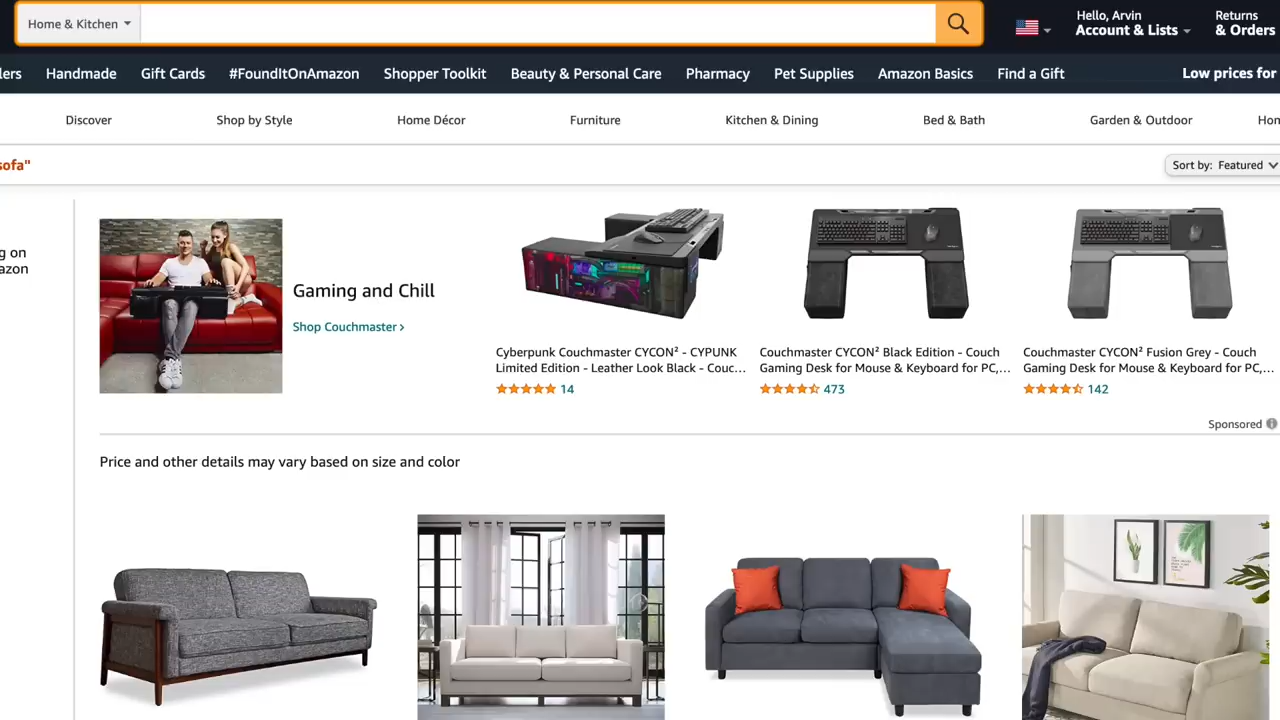 Home & Kitchen
Hello, Arvin
Account & Lists
Returns
& Orders
lers Handmade Gift Cards #FoundItOnAmazon Shopper Toolkit Beauty & Personal Care Pharmacy Pet Supplies Amazon Basics Find a Gift Low prices for
Discover Shop by Style Home Décor Furniture Kitchen & Dining Bed & Bath Garden & Outdoor Hom
sofa"
Sort by: Featured
g on
azon
Gaming and Chill
Shop Couchmaster ›
Cyberpunk Couchmaster CYCON² - CYPUNK
Limited Edition - Leather Look Black - Couc...
14
Couchmaster CYCON² Black Edition - Couch
Gaming Desk for Mouse & Keyboard for PC,...
473
Couchmaster CYCON² Fusion Grey - Couch
Gaming Desk for Mouse & Keyboard for PC,...
142
Sponsored
Price and other details may vary based on size and color